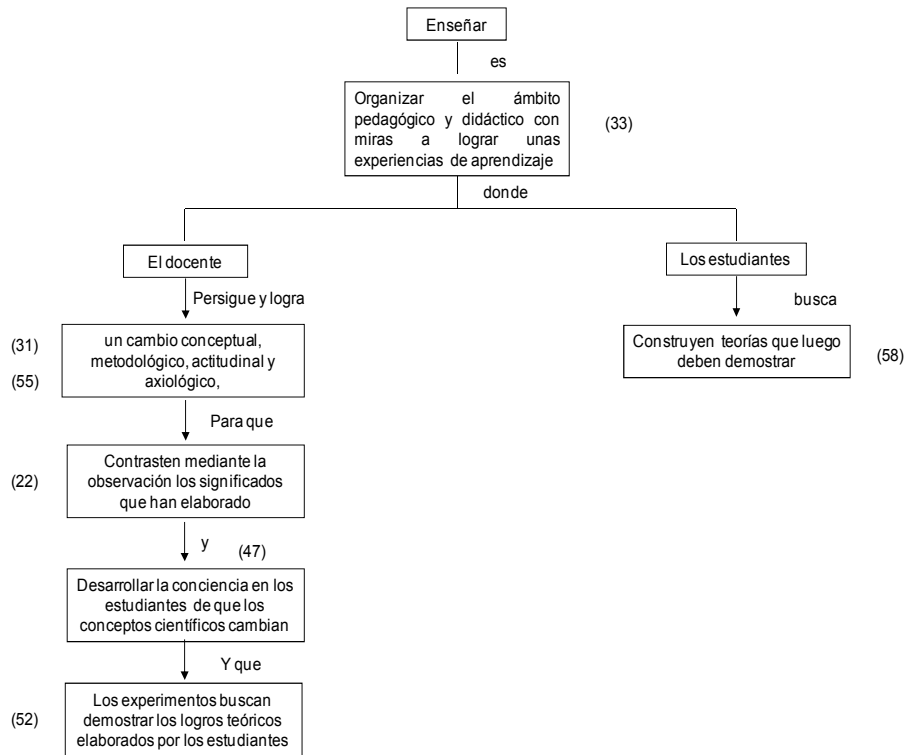 Enseñar
es
Organizar el ámbito
pedagógico y didáctico con
miras a lograr unas
experiencias de aprendizaje
(33)
donde
El docente
Los estudiantes
Persigue y logra
busca
(31)
(55)
un cambio conceptual,
metodológico, actitudinal y
axiológico,
Construyen teorías que luego
deben demostrar
(58)
Para que
(22)
Contrasten mediante la
observación los significados
que han elaborado
y
(47)
Desarrollar la conciencia en los
estudiantes de que los
conceptos científicos cambian
Y que
(52)
Los experimentos buscan
demostrar los logros teóricos
elaborados por los estudiantes